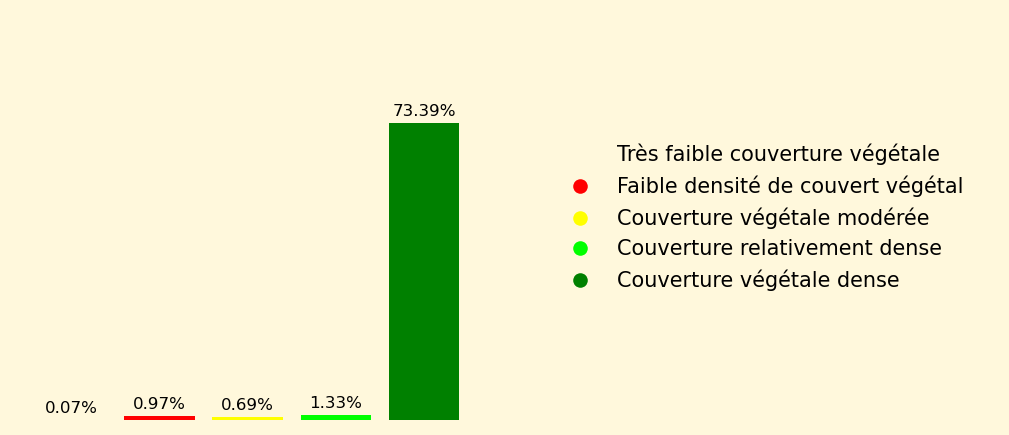 73.39%
0.07%
0.97%
0.69%
1.33%
Très faible couverture végétale
Faible densité de couvert végétal
Couverture végétale modérée
Couverture relativement dense
Couverture végétale dense